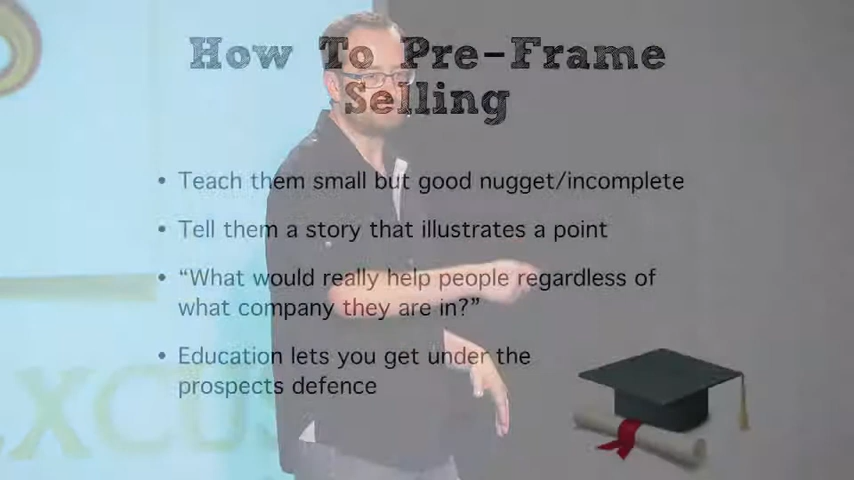 How To Pre-Frame
Selling
• Teach them small but good nugget/incomplete
• Tell them a story that illustrates a point
• “What would really help people regardless of
what company they are in?”
• Education lets you get under the
prospects defence
XCUS